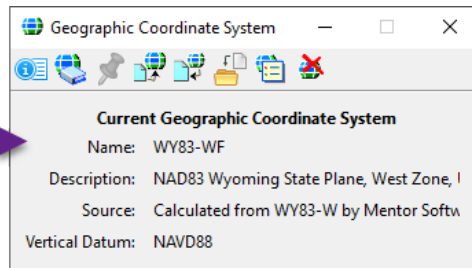 Geographic Coordinate System
Current Geographic Coordinate System
Name: WY83-WF
Description: NAD83 Wyoming State Plane, West Zone,
Source: Calculated from WY83-W by Mentor Softw
Vertical Datum: NAVD88